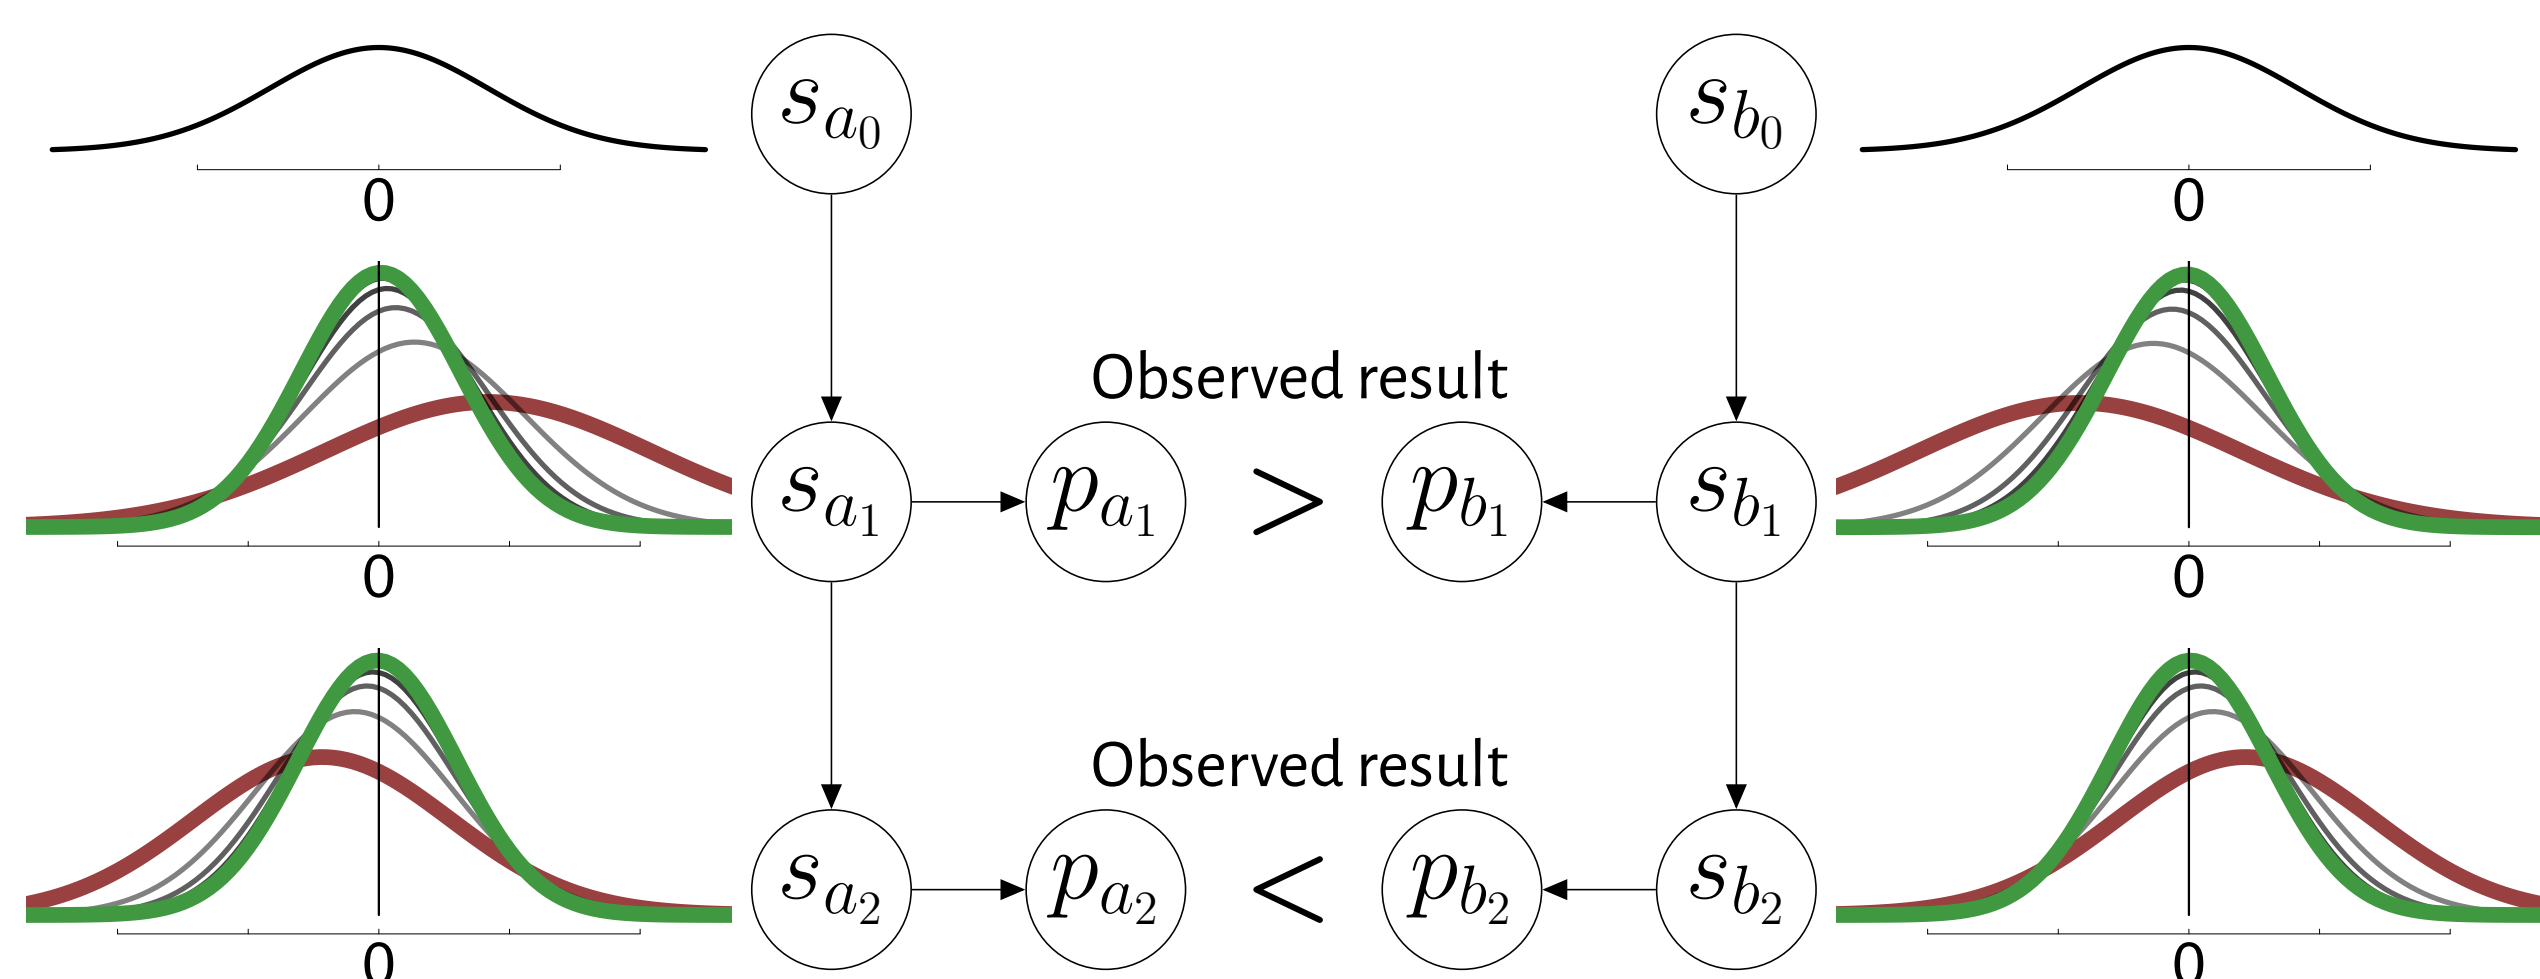 s_{a_0} s_{b_0}
0 0
Observed result
s_{a_1} p_{a_1} > p_{b_1} s_{b_1}
0 0
Observed result
s_{a_2} p_{a_2} < p_{b_2} s_{b_2}
0 0